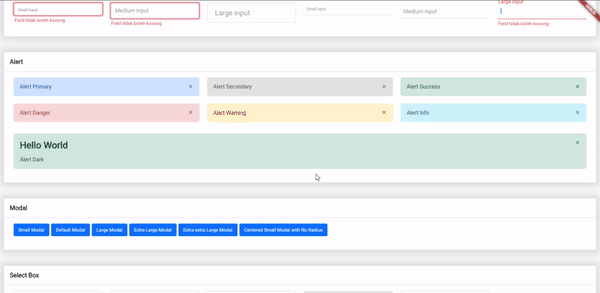 Small input
Medium input
Large input
Small input
Medium input
Large input
Field tidak boleh kosong
Field tidak boleh kosong
Field tidak boleh kosong
Alert
Alert Primary
Alert Secondary
Alert Success
Alert Danger
Alert Warning
Alert Info
Hello World
Alert Dark
Modal
Small Modal
Default Modal
Large Modal
Extra Large Modal
Extra extra Large Modal
Centered Small Modal with No Radius
Select Box